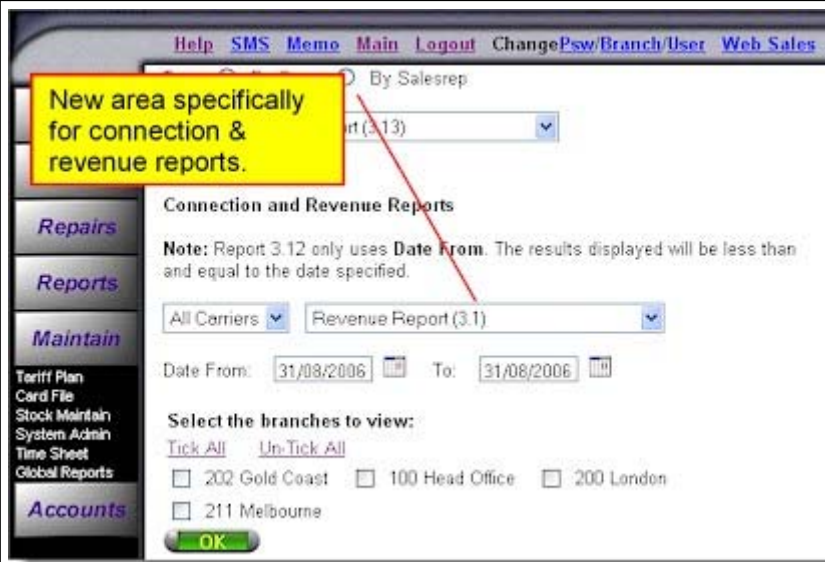 Help SMS Memo Main Logout ChangePsw/Branch/User Web Sales
By Salesrep
New area specifically
for connection &
revenue reports.
(3.13)
Connection and Revenue Reports
Note: Report 3.12 only uses Date From. The results displayed will be less than
and equal to the date specified.
All Carriers Revenue Report (3.1)
Date From: 31/08/2006 To: 31/08/2006
Select the branches to view:
Tick All Un-Tick All
202 Gold Coast 100 Head Office 200 London
211 Melbourne
OK
Repairs
Reports
Maintain
Tariff Plan
Card File
Stock Maintain
System Admin
Time Sheet
Global Reports
Accounts